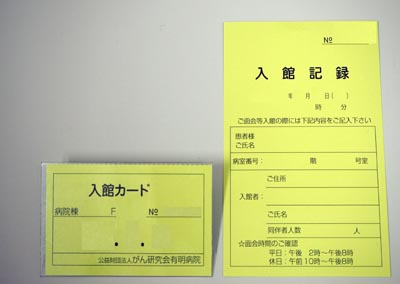 入館カード
病院棟 F №
公益財団法人がん研究会有明病院
№
入館記録
年 月 日( )
時 分
ご面会等入館の際には下記内容をご記入下さい
患者様
ご氏名
病室番号: 階 号室
ご住所
入館者:
ご氏名
同伴者人数 人
☆面会時間のご確認
平日:午後 2時~午後8時
休日:午前10時~午後8時